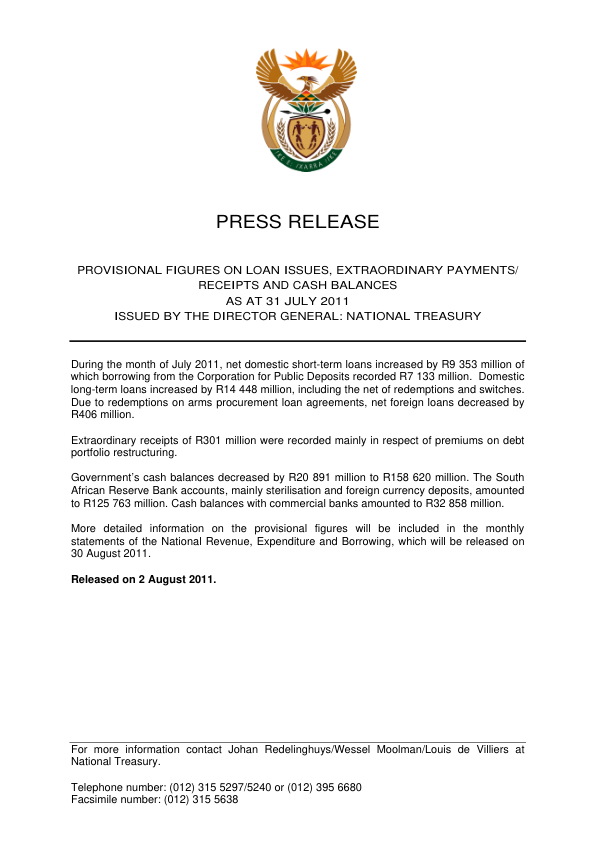 !KE E: /XARRA //KE
PRESS RELEASE
PROVISIONAL FIGURES ON LOAN ISSUES, EXTRAORDINARY PAYMENTS/
RECEIPTS AND CASH BALANCES
AS AT 31 JULY 2011
ISSUED BY THE DIRECTOR GENERAL: NATIONAL TREASURY
During the month of July 2011, net domestic short-term loans increased by R9 353 million of
which borrowing from the Corporation for Public Deposits recorded R7 133 million. Domestic
long-term loans increased by R14 448 million, including the net of redemptions and switches.
Due to redemptions on arms procurement loan agreements, net foreign loans decreased by
R406 million.
Extraordinary receipts of R301 million were recorded mainly in respect of premiums on debt
portfolio restructuring.
Government's cash balances decreased by R20 891 million to R158 620 million. The South
African Reserve Bank accounts, mainly sterilisation and foreign currency deposits, amounted
to R125 763 million. Cash balances with commercial banks amounted to R32 858 million.
More detailed information on the provisional figures will be included in the monthly
statements of the National Revenue, Expenditure and Borrowing, which will be released on
30 August 2011.
Released on 2 August 2011.
For more information contact Johan Redelinghuys/Wessel Moolman/Louis de Villiers at
National Treasury.
Telephone number: (012) 315 5297/5240 or (012) 395 6680
Facsimile number: (012) 315 5638